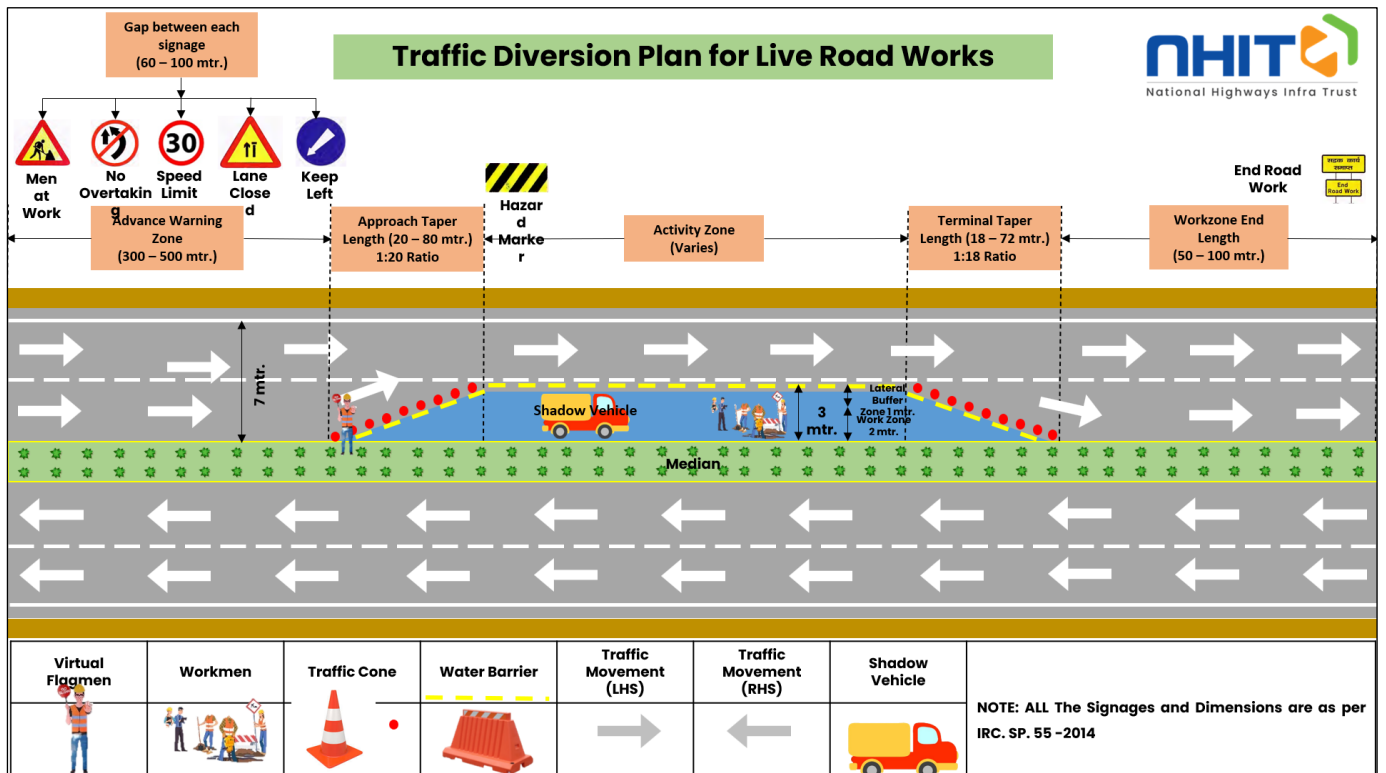 Gap between each
signage
(60 – 100 mtr.)
Traffic Diversion Plan for Live Road Works
NHIT
National Highways Infra Trust
30
Men
at
Work
No
Overtakin
g
Speed
Limit
Lane
Close
d
Keep
Left
Hazar
d
Marke
r
End Road
Work
सड़क कार्य
समाप्त
End
Road Work
Advance Warning
Zone
(300 – 500 mtr.)
Approach Taper
Length (20 – 80 mtr.)
1:20 Ratio
Activity Zone
(Varies)
Terminal Taper
Length (18 – 72 mtr.)
1:18 Ratio
Workzone End
Length
(50 – 100 mtr.)
7 mtr.
Shadow Vehicle
3
mtr.
Lateral
Buffer
Zone 1 mtr.
Work Zone
2 mtr.
Median
Virtual
Flagmen
Workmen
Traffic Cone
Water Barrier
Traffic
Movement
(LHS)
Traffic
Movement
(RHS)
Shadow
Vehicle
NOTE: ALL The Signages and Dimensions are as per
IRC. SP. 55 -2014